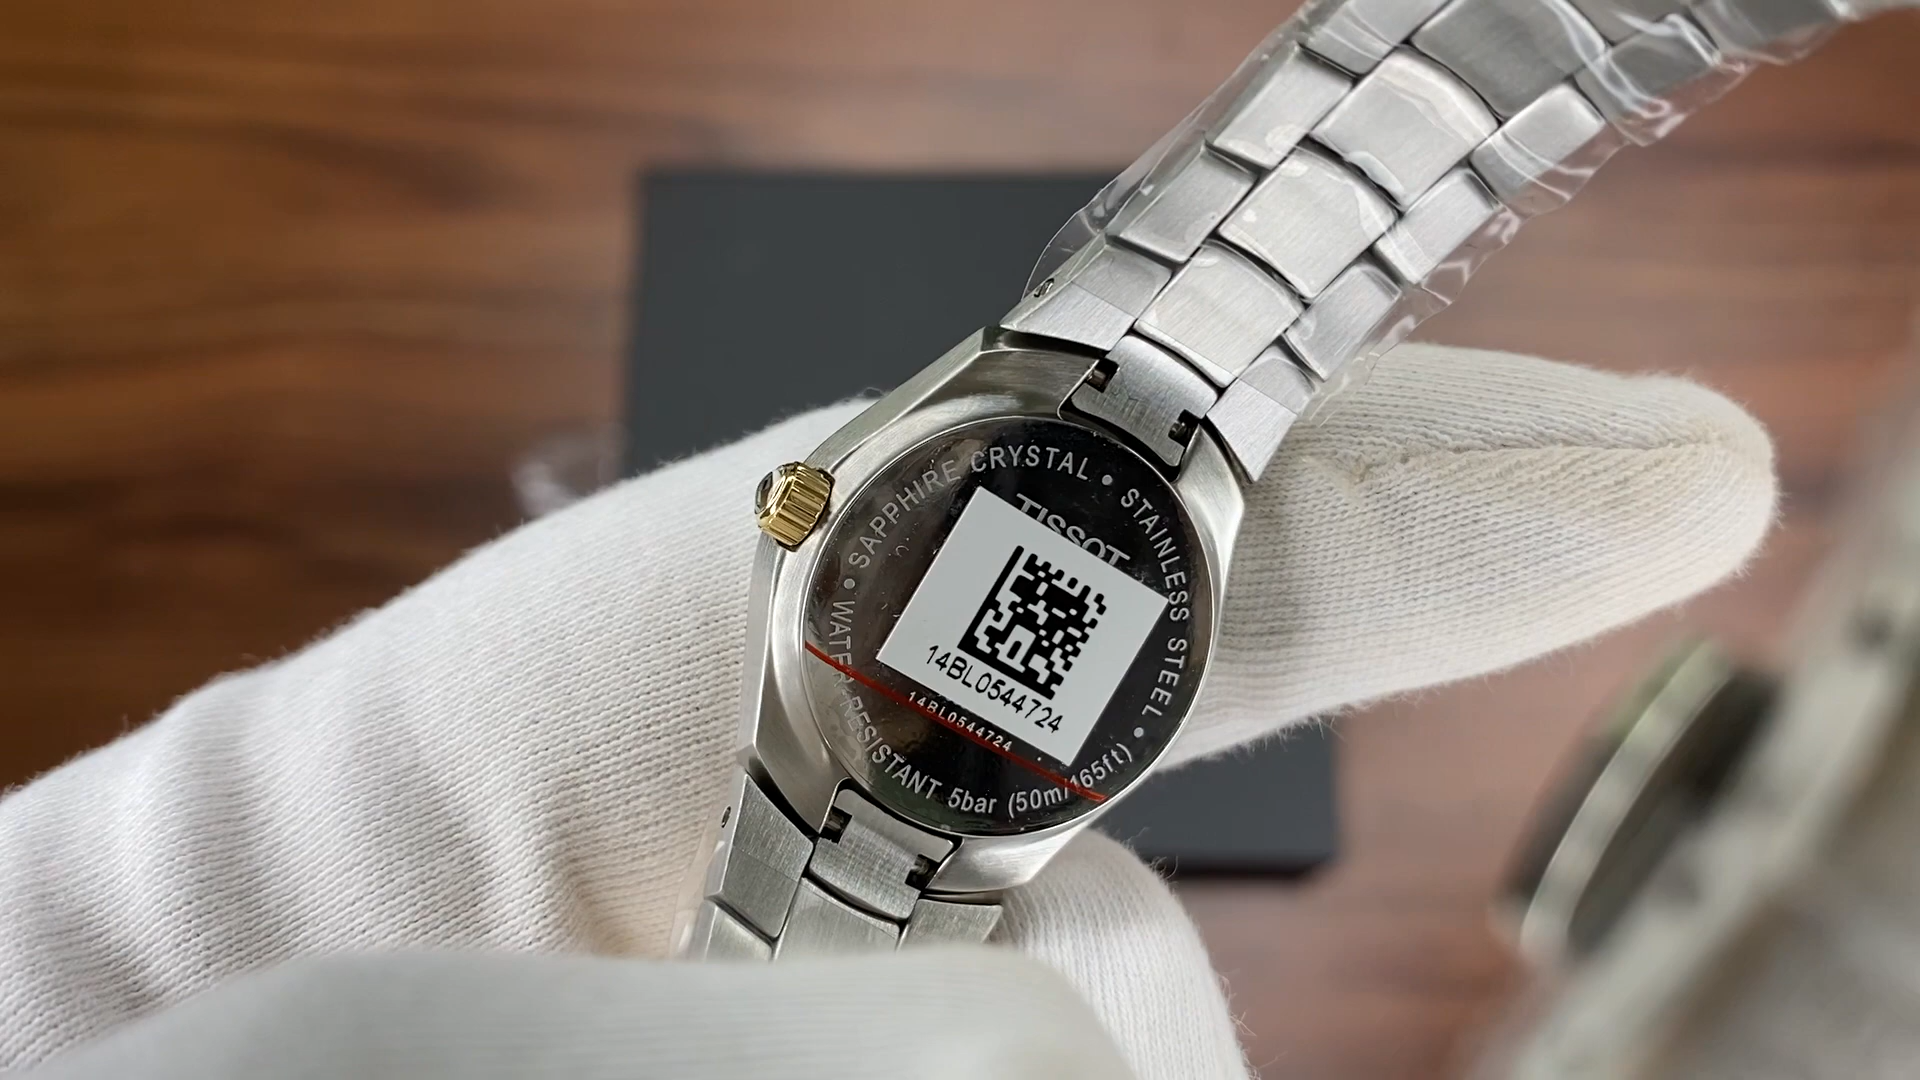 SAPPHIRE CRYSTAL • STAINLESS STEEL • WATER RESISTANT 5bar (50m/165ft) •
TISSOT
14BL0544724
14BL0544724